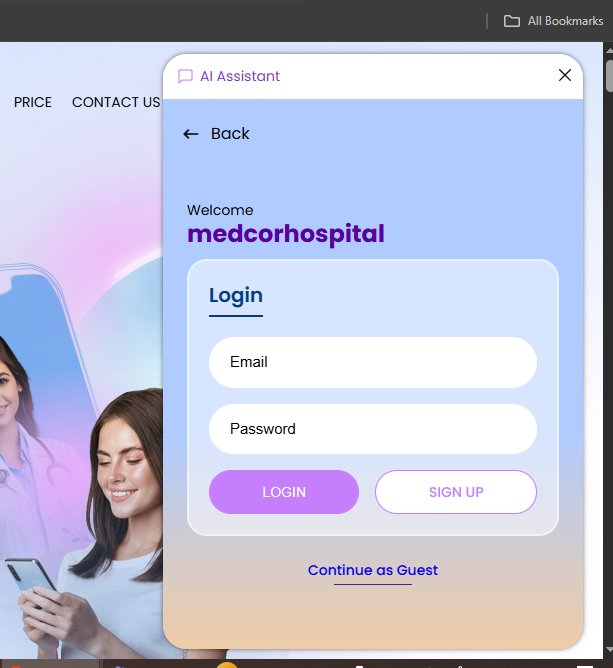 All Bookmarks
AI Assistant
PRICE CONTACT US
Back
Welcome
medcorhospital
Login
Email
Password
LOGIN SIGN UP
Continue as Guest